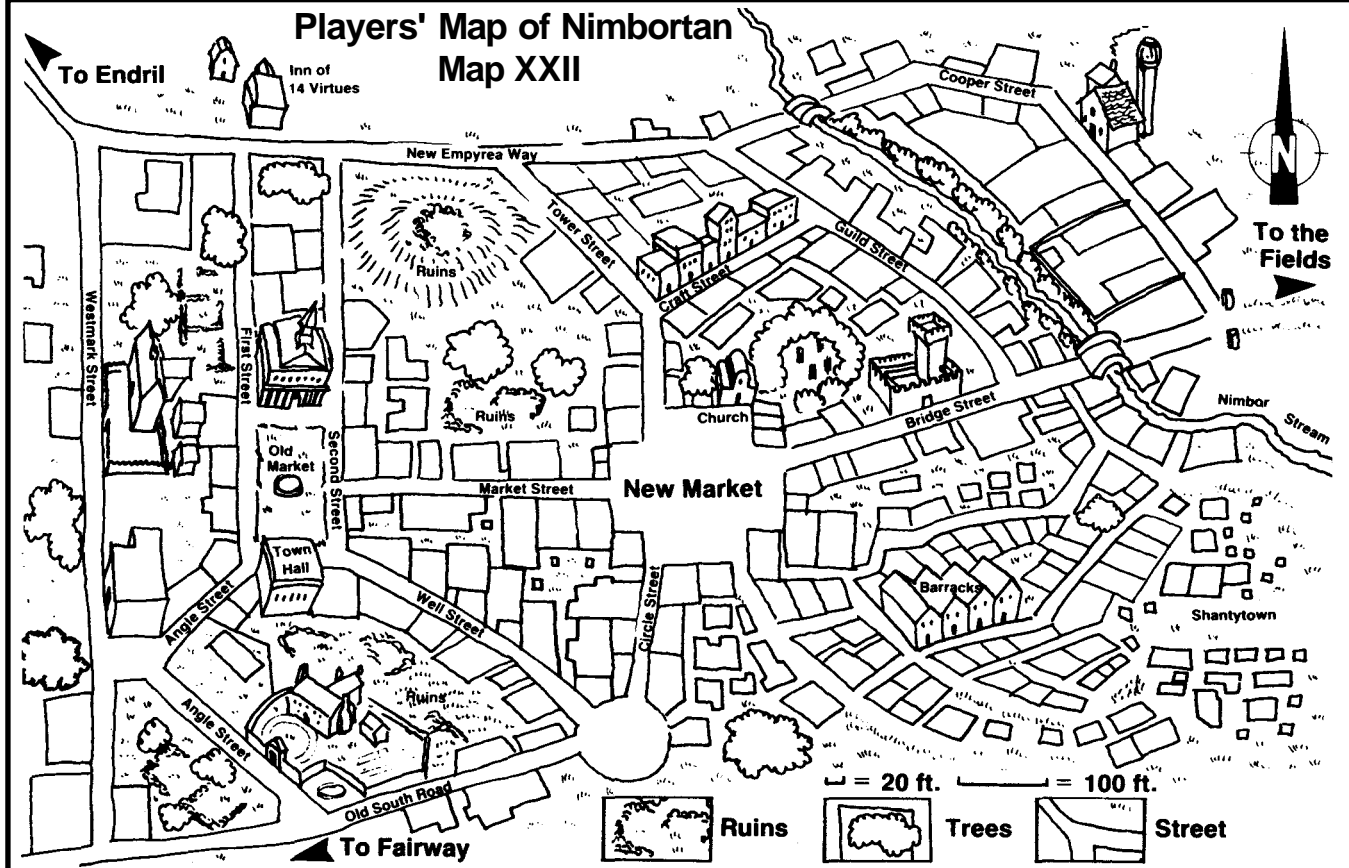 Players' Map of Nimbortan
Map XXII
To Endril
Inn of
14 Virtues
Cooper Street
New Empyrea Way
N
To the
Fields
Tower Street
Guild Street
Ruins
Craft Street
Westmark Street
First Street
Ruins
Church
Bridge Street
Nimbor
Stream
Old
Market
Second Street
Market Street
New Market
Town
Hall
Angle Street
Well Street
Circle Street
Barracks
Shantytown
Ruins
Angle Street
Old South Road
To Fairway
= 20 ft.
= 100 ft.
Ruins
Trees
Street